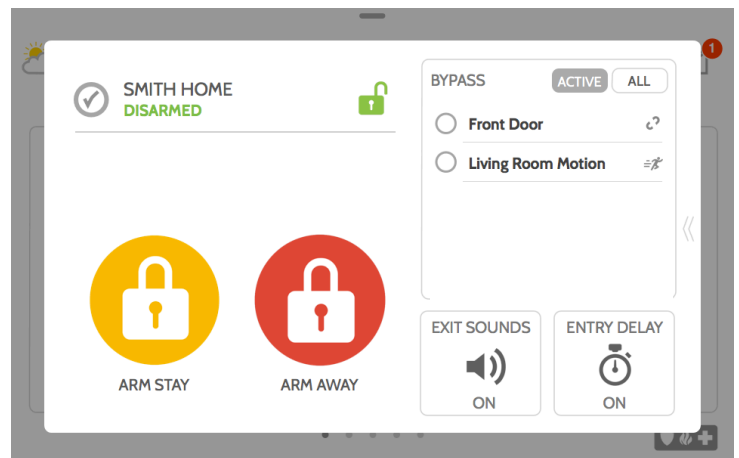 1
SMITH HOME
DISARMED
BYPASS
ACTIVE
ALL
Front Door
Living Room Motion
ARM STAY
ARM AWAY
EXIT SOUNDS
ON
ENTRY DELAY
ON